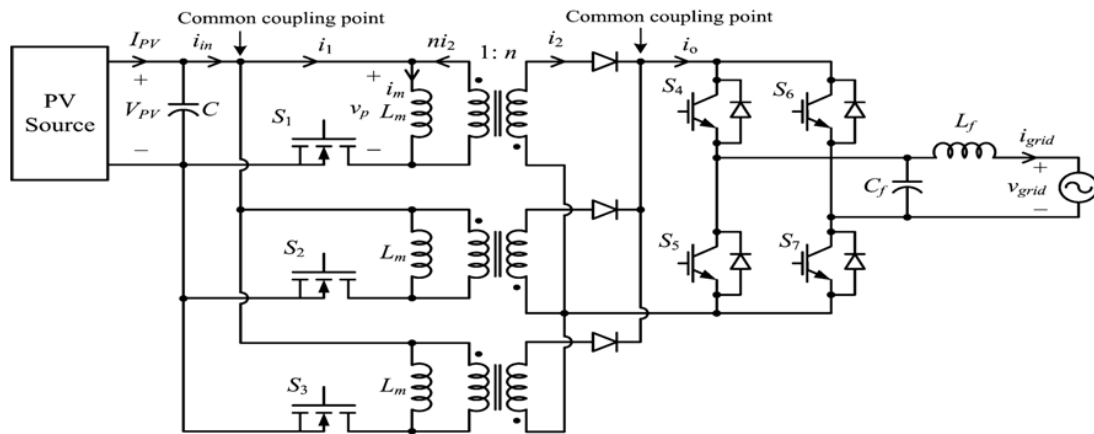 Common coupling point
Common coupling point
I_PV
i_in
i_1
ni_2
1: n
i_2
i_o
+
+
S_4
S_6
PV
Source
V_PV
C
S_1
v_p
i_m
L_m
L_f
i_grid
−
−
C_f
+
v_grid
−
S_2
L_m
S_5
S_7
S_3
L_m